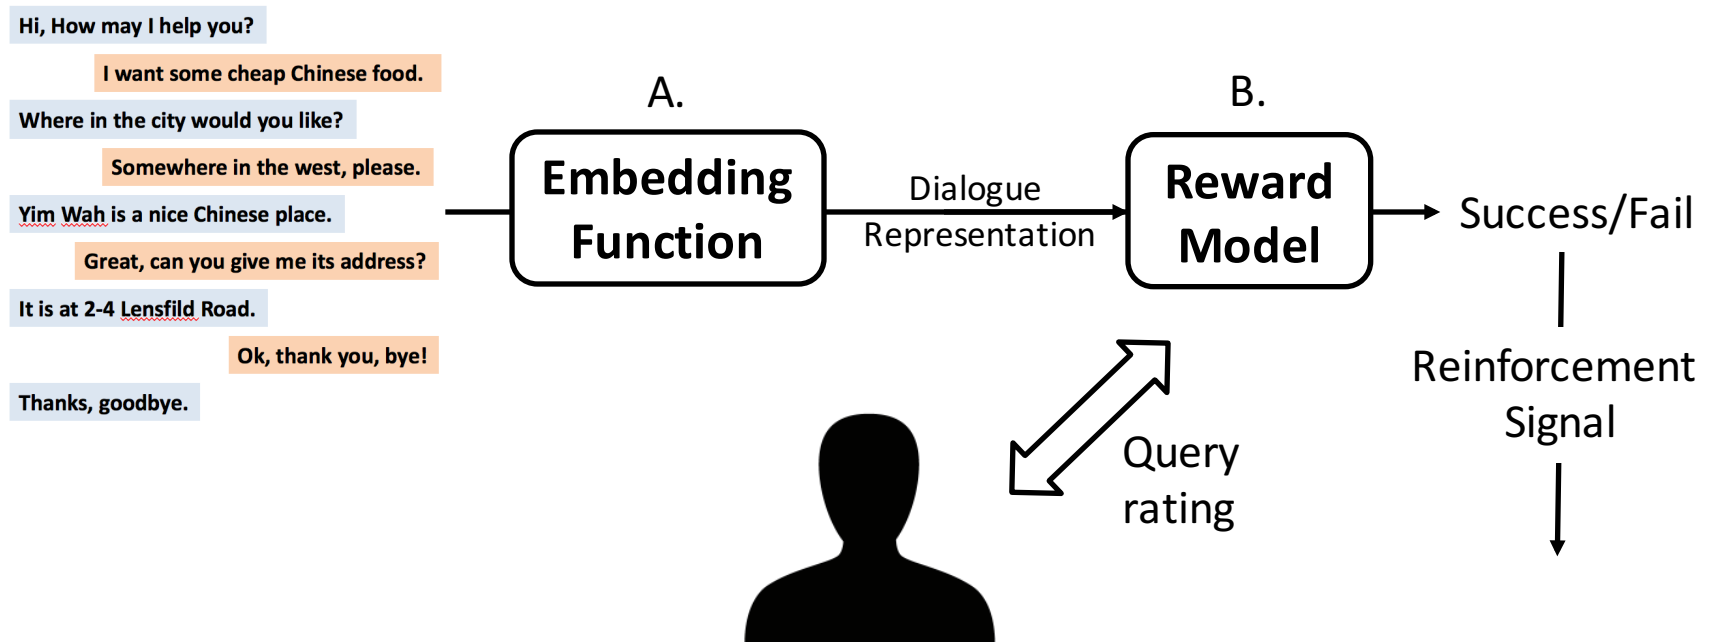 Hi, How may I help you?
I want some cheap Chinese food.
Where in the city would you like?
Somewhere in the west, please.
Yim Wah is a nice Chinese place.
Great, can you give me its address?
It is at 2-4 Lensfild Road.
Ok, thank you, bye!
Thanks, goodbye.
A.
Embedding
Function
Dialogue
Representation
B.
Reward
Model
Success/Fail
Reinforcement
Signal
Query
rating